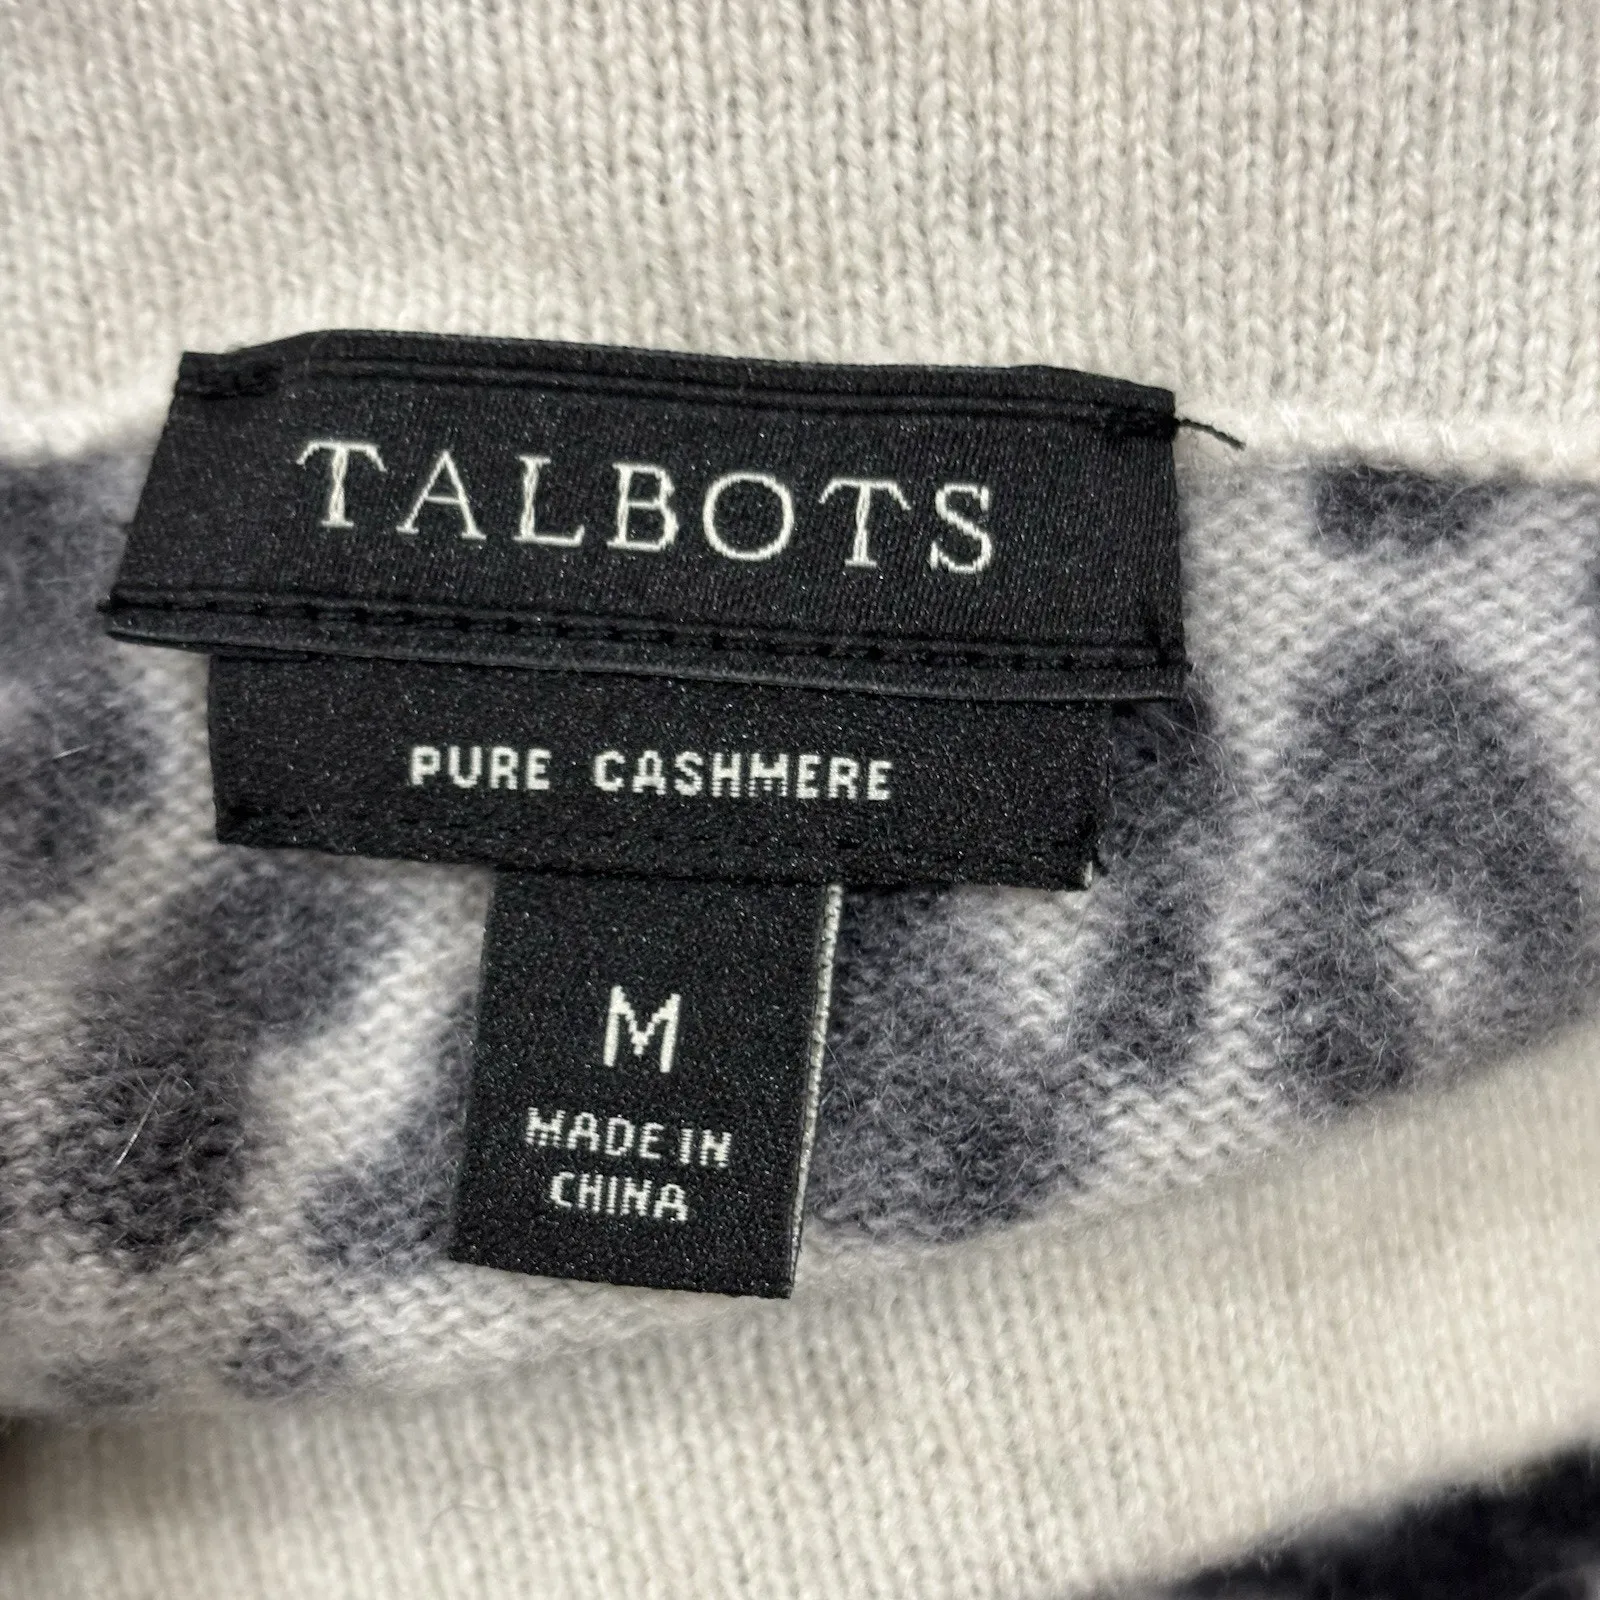 TALBOTS
PURE CASHMERE
M
MADE IN
CHINA